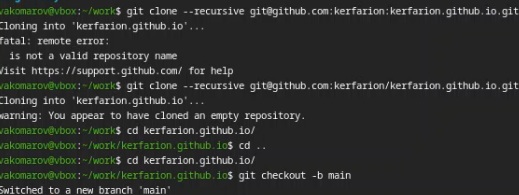 vakomarov@vbox:~/work$ git clone --recursive git@github.com:kerfarion:kerfarion.github.io.git
Cloning into 'kerfarion.github.io'...
fatal: remote error:
  is not a valid repository name
Visit https://support.github.com/ for help
vakomarov@vbox:~/work$ git clone --recursive git@github.com:kerfarion/kerfarion.github.io.git
Cloning into 'kerfarion.github.io'...
warning: You appear to have cloned an empty repository.
vakomarov@vbox:~/work$ cd kerfarion.github.io/
vakomarov@vbox:~/work/kerfarion.github.io$ cd ..
vakomarov@vbox:~/work$ cd kerfarion.github.io/
vakomarov@vbox:~/work/kerfarion.github.io$ git checkout -b main
Switched to a new branch 'main'